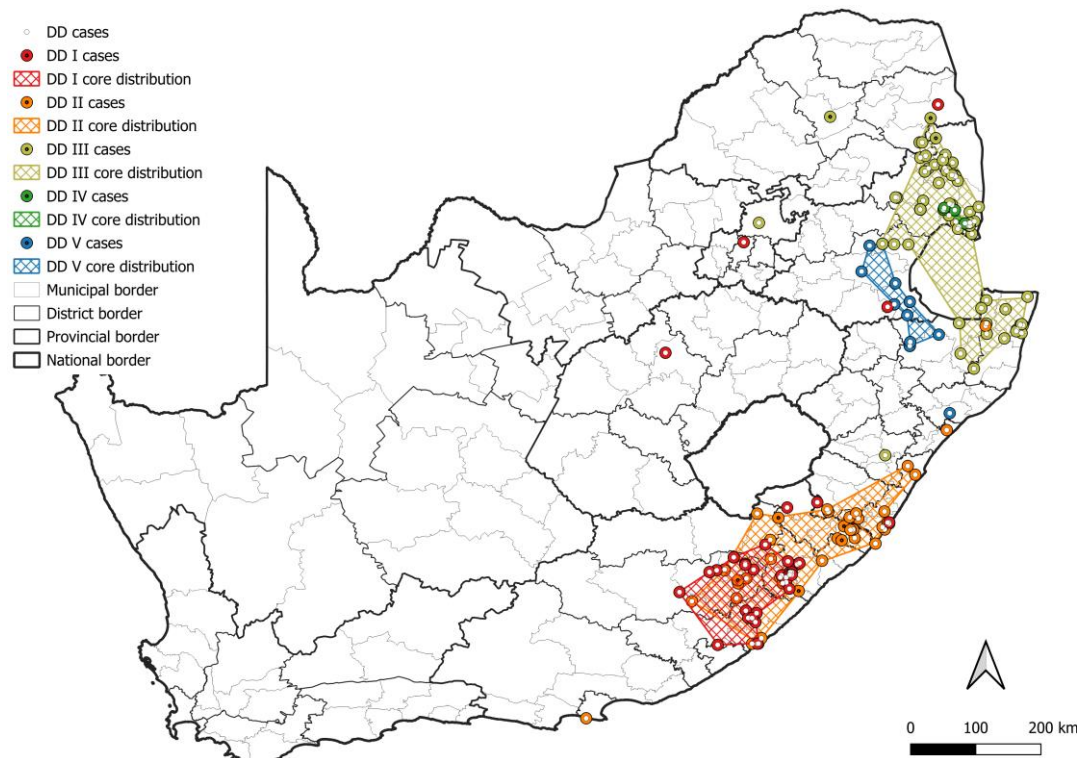 DD cases
DD I cases
DD I core distribution
DD II cases
DD II core distribution
DD III cases
DD III core distribution
DD IV cases
DD IV core distribution
DD V cases
DD V core distribution
Municipal border
District border
Provincial border
National border
0 100 200 km